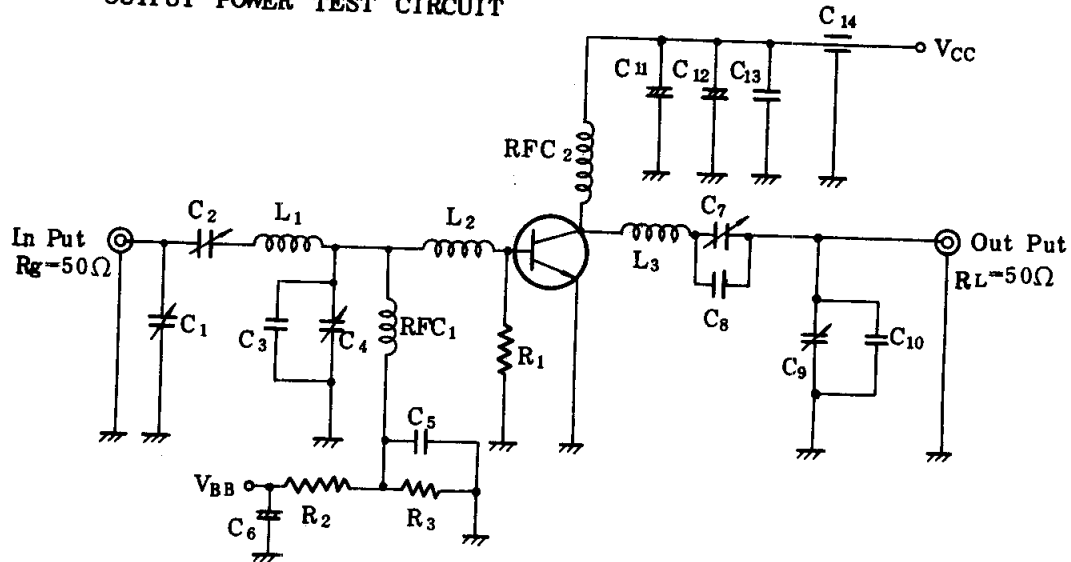 OUTPUT POWER TEST CIRCUIT
C14
VCC
C11
C12
C13
RFC2
C2
L1
L2
C7
In Put
Rg=50Ω
L3
Out Put
RL=50Ω
C1
C3
C4
RFC1
R1
C8
C9
C10
C5
VBB
R2
R3
C6